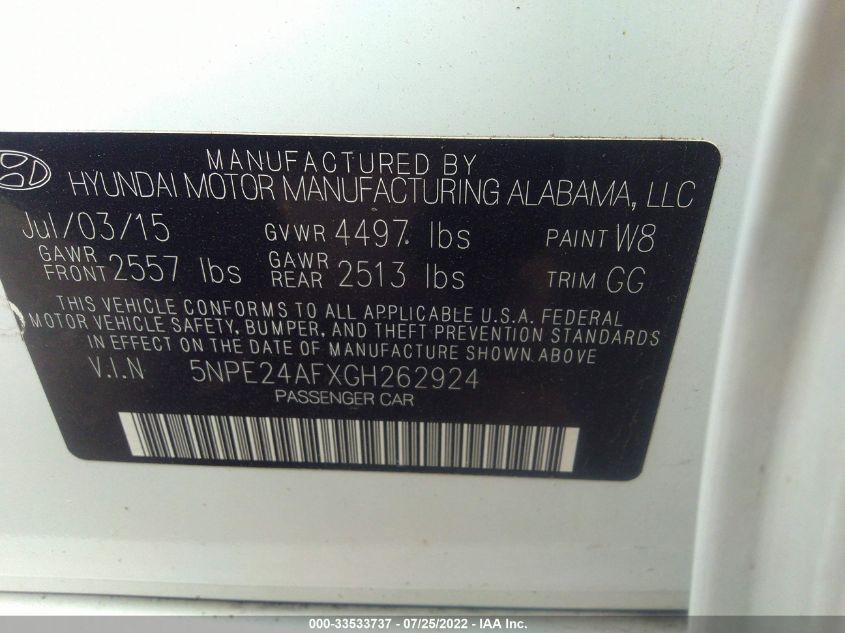 MANUFACTURED BY
HYUNDAI MOTOR MANUFACTURING ALABAMA, LLC
Jul/03/15 GVWR 4497 lbs PAINT W8
GAWR FRONT 2557 lbs GAWR REAR 2513 lbs TRIM GG
THIS VEHICLE CONFORMS TO ALL APPLICABLE U.S.A. FEDERAL
MOTOR VEHICLE SAFETY, BUMPER, AND THEFT PREVENTION STANDARDS
IN EFFECT ON THE DATE OF MANUFACTURE SHOWN ABOVE
V.I.N 5NPE24AFXGH262924
PASSENGER CAR
000-33533737 - 07/25/2022 - IAA Inc.